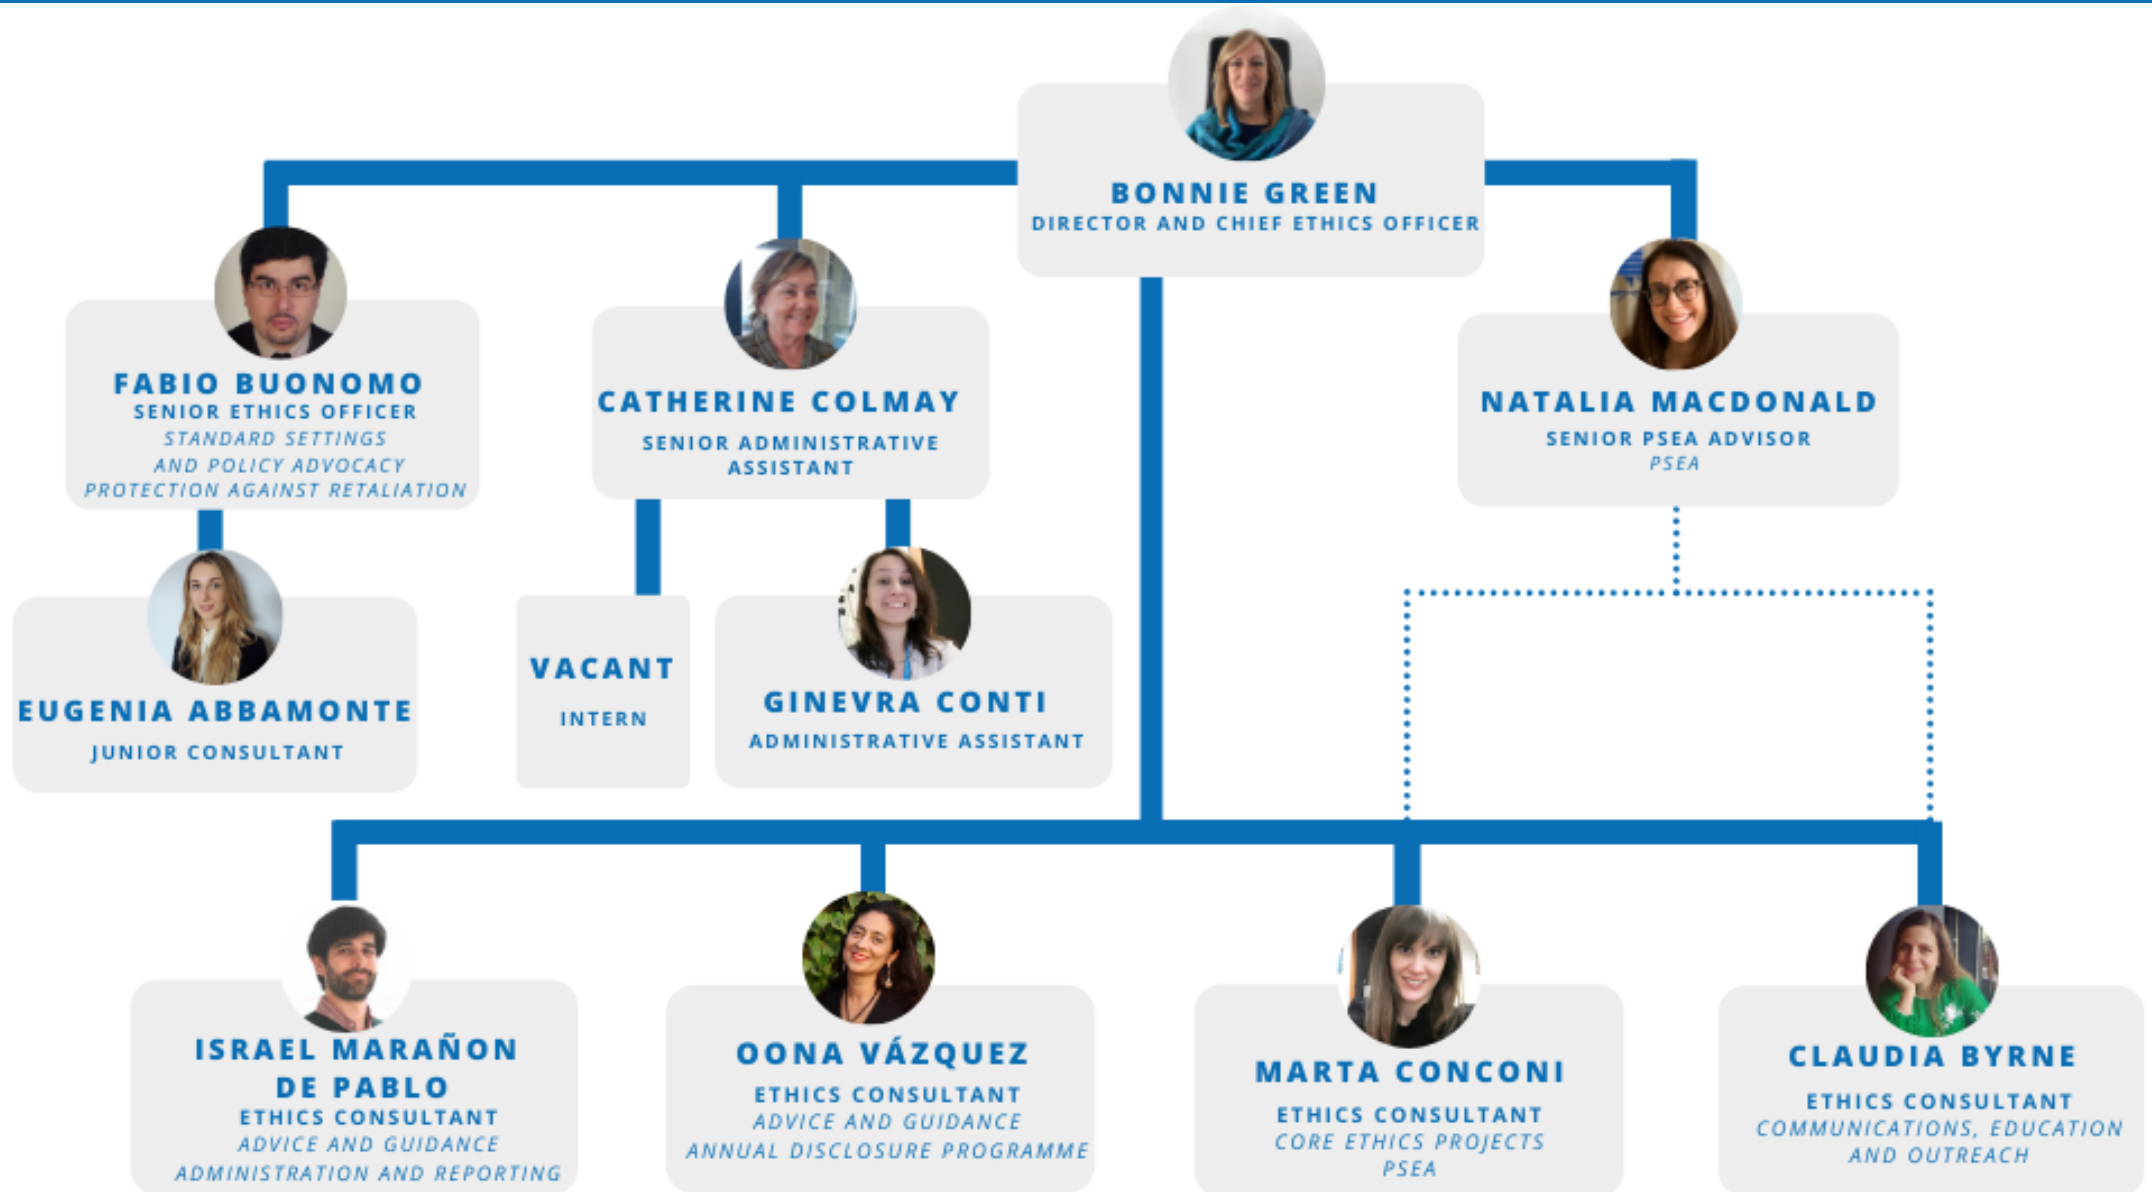 BONNIE GREEN
DIRECTOR AND CHIEF ETHICS OFFICER
FABIO BUONOMO
SENIOR ETHICS OFFICER
STANDARD SETTINGS
AND POLICY ADVOCACY
PROTECTION AGAINST RETALIATION
CATHERINE COLMAY
SENIOR ADMINISTRATIVE
ASSISTANT
NATALIA MACDONALD
SENIOR PSEA ADVISOR
PSEA
EUGENIA ABBAMONTE
JUNIOR CONSULTANT
VACANT
INTERN
GINEVRA CONTI
ADMINISTRATIVE ASSISTANT
ISRAEL MARAÑON
DE PABLO
ETHICS CONSULTANT
ADVICE AND GUIDANCE
ADMINISTRATION AND REPORTING
OONA VÁZQUEZ
ETHICS CONSULTANT
ADVICE AND GUIDANCE
ANNUAL DISCLOSURE PROGRAMME
MARTA CONCONI
ETHICS CONSULTANT
CORE ETHICS PROJECTS
PSEA
CLAUDIA BYRNE
ETHICS CONSULTANT
COMMUNICATIONS, EDUCATION
AND OUTREACH